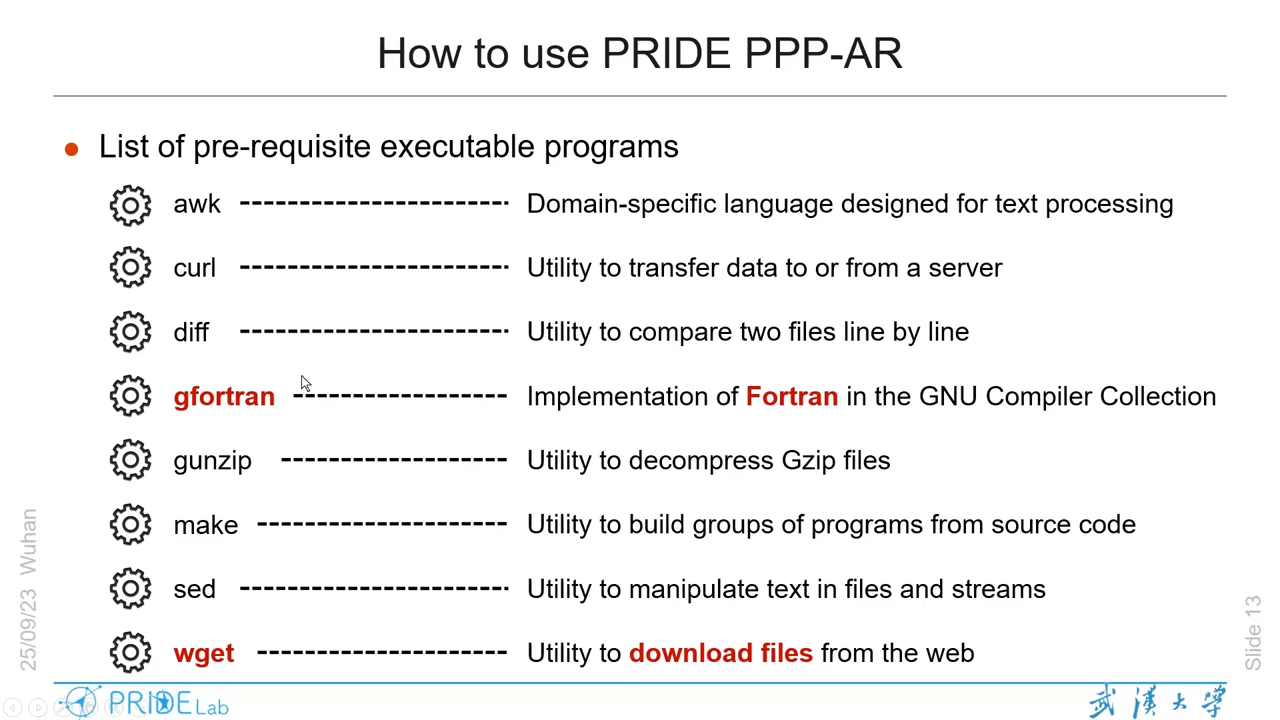 How to use PRIDE PPP-AR
List of pre-requisite executable programs
awk Domain-specific language designed for text processing
curl Utility to transfer data to or from a server
diff Utility to compare two files line by line
gfortran Implementation of Fortran in the GNU Compiler Collection
gunzip Utility to decompress Gzip files
make Utility to build groups of programs from source code
sed Utility to manipulate text in files and streams
wget Utility to download files from the web
25/09/23 Wuhan
Slide 13
PRIDE Lab
武漢大学